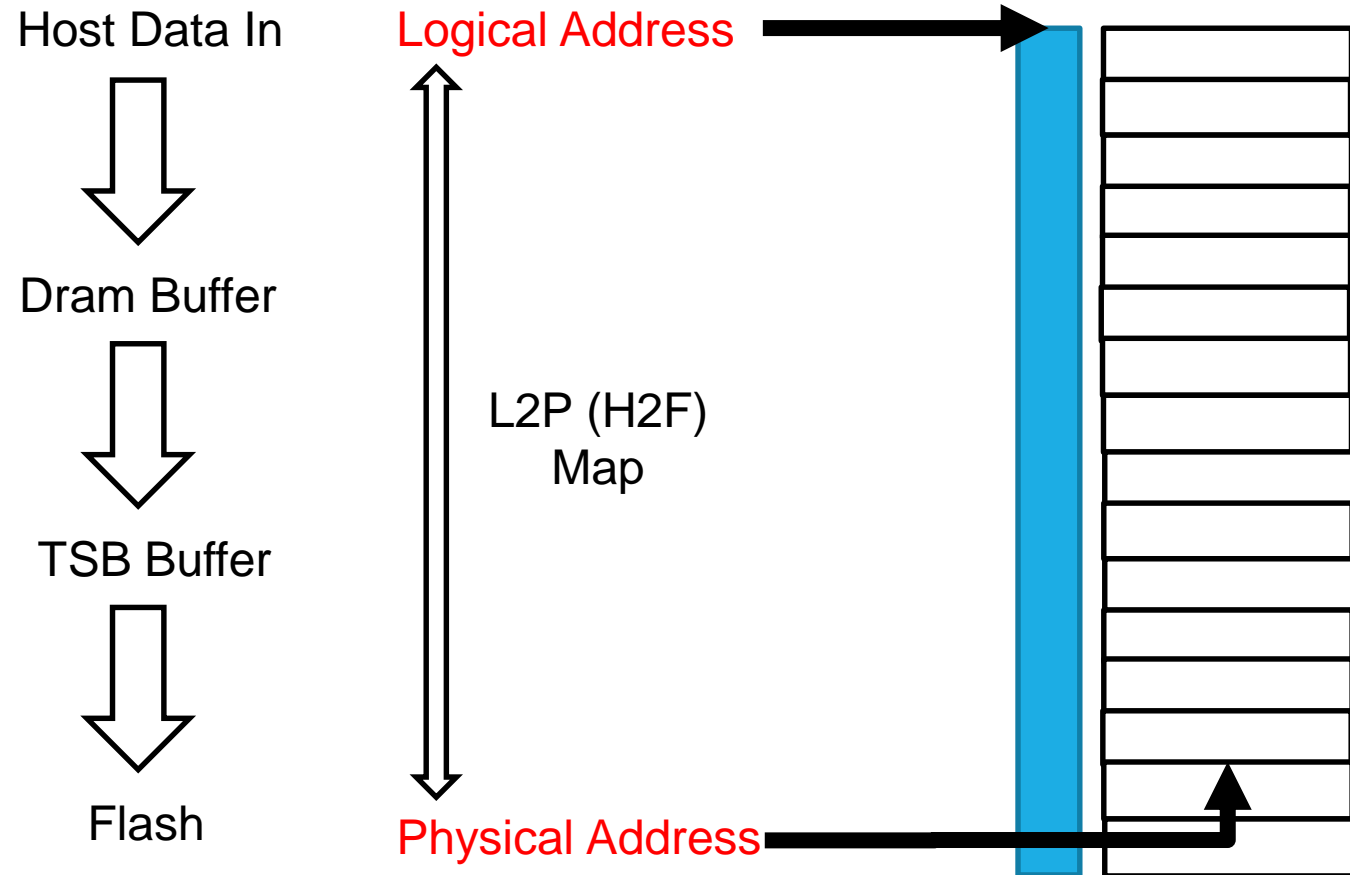 Host Data In
Logical Address
Dram Buffer
L2P (H2F)
Map
TSB Buffer
Flash
Physical Address